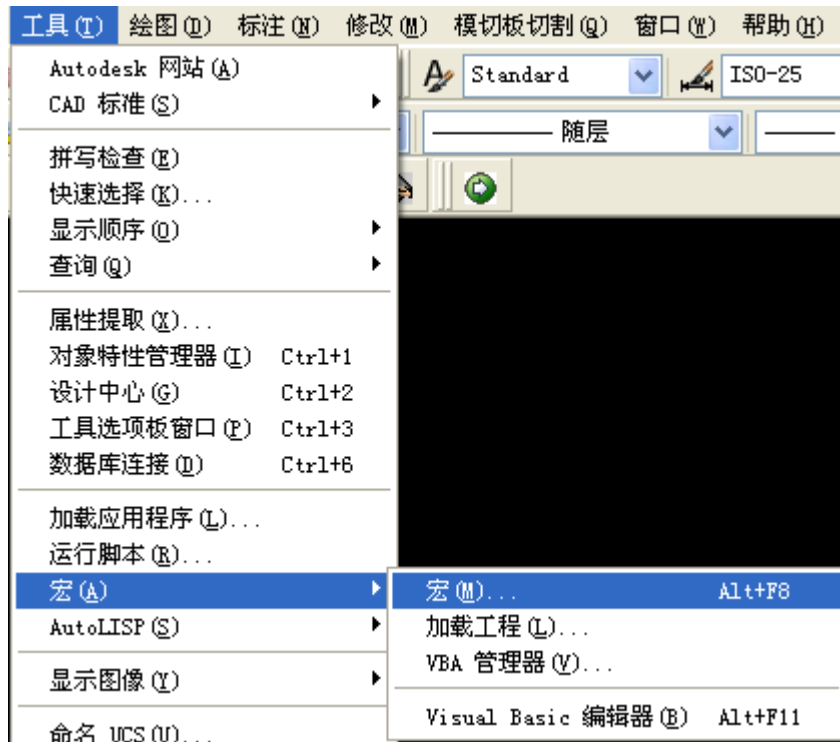 工具(T) 绘图(D) 标注(N) 修改(M) 模切板切割(Q) 窗口(W) 帮助(H)
Autodesk 网站(A)
CAD 标准(S)
拼写检查(E)
快速选择(K)...
显示顺序(O)
查询(Q)
属性提取(X)...
对象特性管理器(I) Ctrl+1
设计中心(G) Ctrl+2
工具选项板窗口(P) Ctrl+3
数据库连接(D) Ctrl+6
加载应用程序(L)...
运行脚本(R)...
宏(A)
AutoLISP(S)
显示图像(Y)
命名 UCS(U)...
Standard ISO-25
随层
宏(M)... Alt+F8
加载工程(L)...
VBA 管理器(V)...
Visual Basic 编辑器(B) Alt+F11